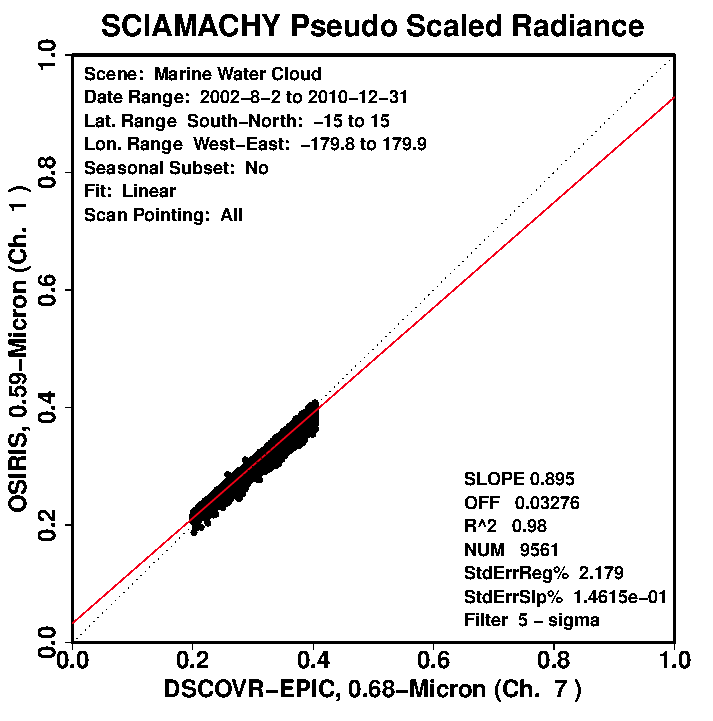 SCIAMACHY Pseudo Scaled Radiance
Scene: Marine Water Cloud
Date Range: 2002−8−2 to 2010−12−31
Lat. Range South−North: −15 to 15
Lon. Range West−East: −179.8 to 179.9
Seasonal Subset: No
Fit: Linear
Scan Pointing: All
OSIRIS, 0.59−Micron (Ch. 1 )
1.0
0.8
0.6
0.4
0.2
0.0
SLOPE 0.895
OFF 0.03276
R^2 0.98
NUM 9561
StdErrReg% 2.179
StdErrSlp% 1.4615e−01
Filter 5 − sigma
0.0 0.2 0.4 0.6 0.8 1.0
DSCOVR−EPIC, 0.68−Micron (Ch. 7 )